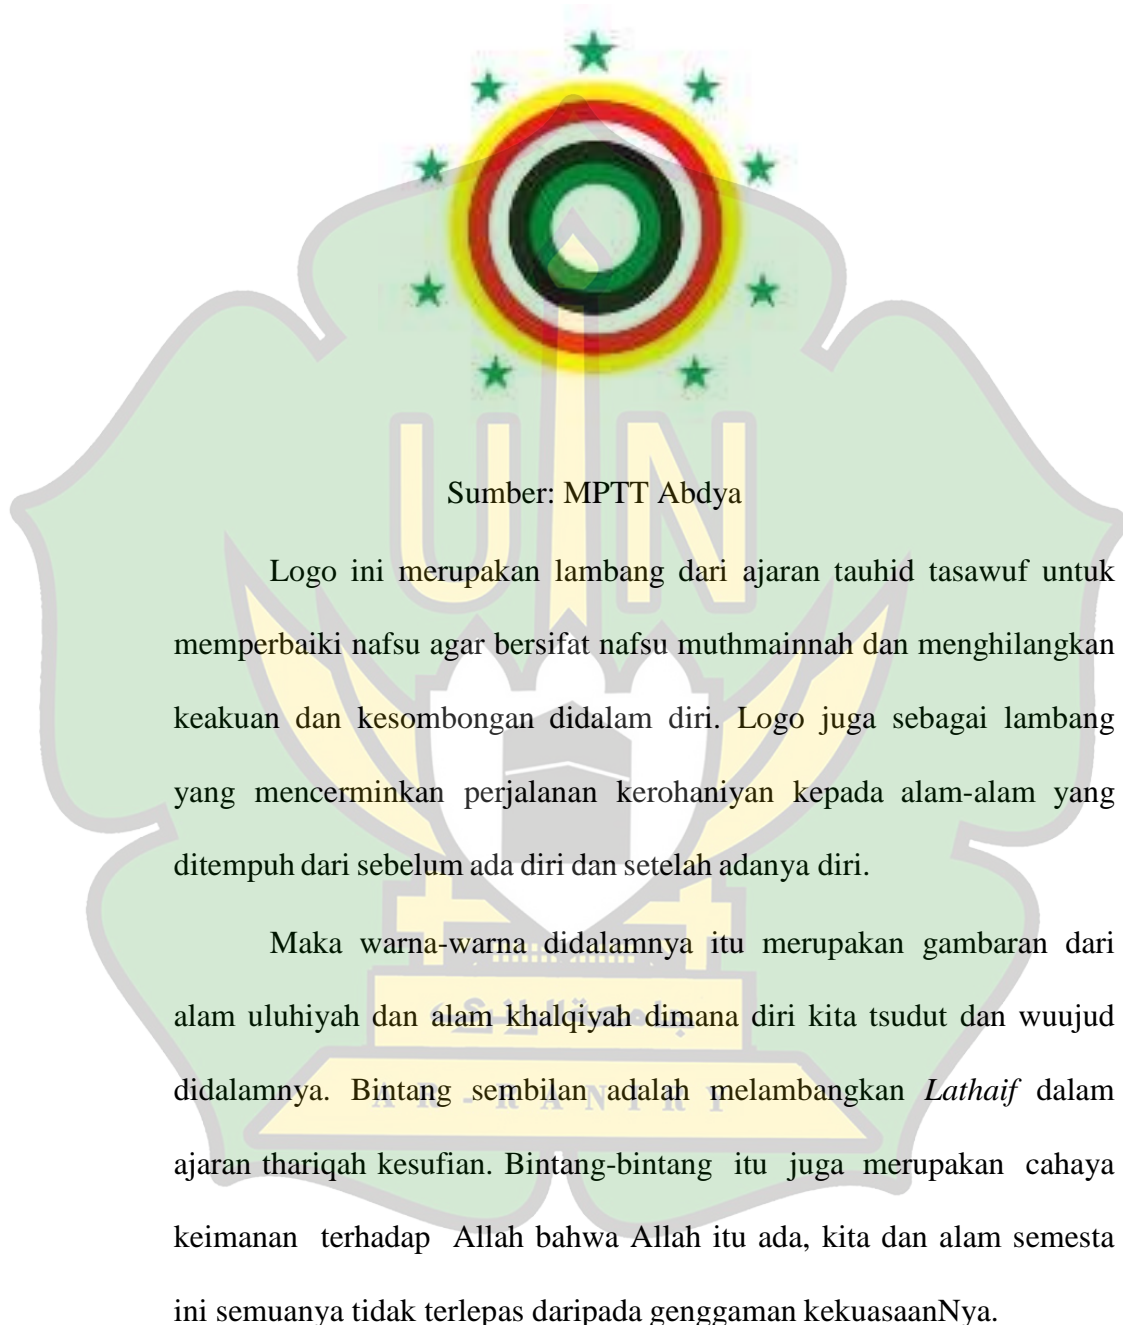 Sumber: MPTT Abdya
Logo ini merupakan lambang dari ajaran tauhid tasawuf untuk
memperbaiki nafsu agar bersifat nafsu muthmainnah dan menghilangkan
keakuan dan kesombongan didalam diri. Logo juga sebagai lambang
yang mencerminkan perjalanan kerohaniyan kepada alam-alam yang
ditempuh dari sebelum ada diri dan setelah adanya diri.
Maka warna-warna didalamnya itu merupakan gambaran dari
alam uluhiyah dan alam khalqiyah dimana diri kita tsudut dan wuujud
didalamnya. Bintang sembilan adalah melambangkan Lathaif dalam
ajaran thariqah kesufian. Bintang-bintang itu juga merupakan cahaya
keimanan terhadap Allah bahwa Allah itu ada, kita dan alam semesta
ini semuanya tidak terlepas daripada genggaman kekuasaanNya.
UIN
جامعة الرانري
AR-RANIRY